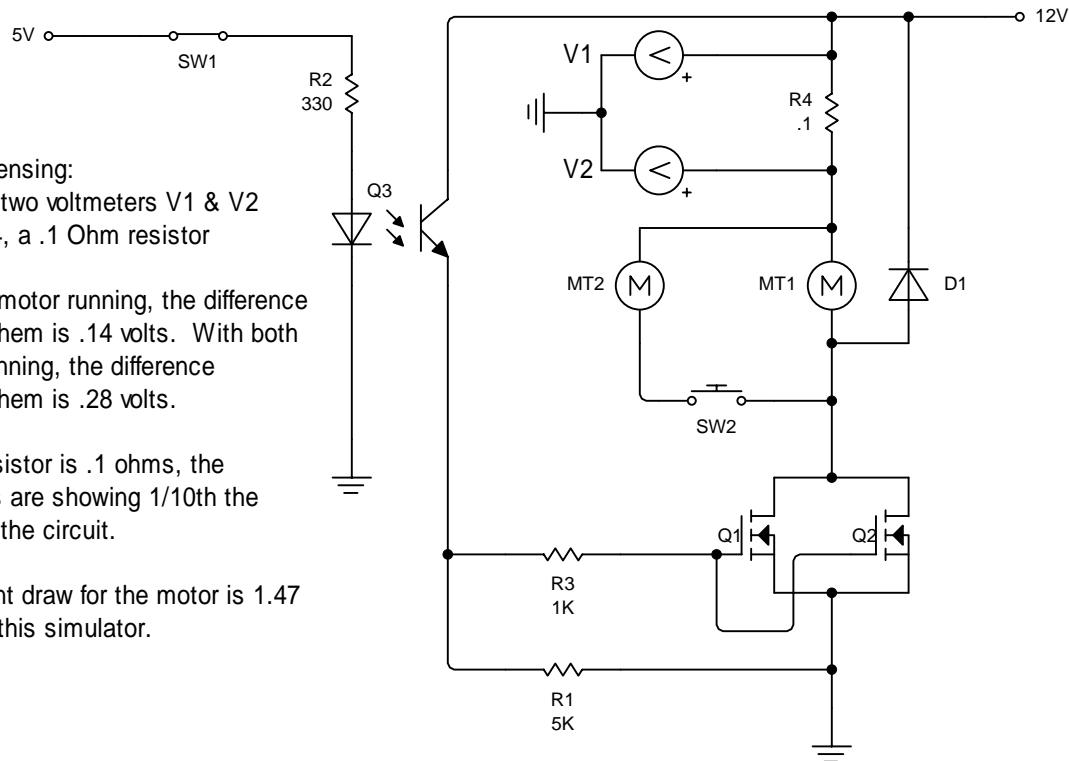 5V
SW1
R2
330
Q3
12V
V1
V2
R4
.1
MT2
MT1
M
M
D1
SW2
Q1
Q2
R3
1K
R1
5K
ensing:
two voltmeters V1 & V2
, a .1 Ohm resistor
motor running, the difference
hem is .14 volts. With both
nning, the difference
hem is .28 volts.
sistor is .1 ohms, the
s are showing 1/10th the
the circuit.
nt draw for the motor is 1.47
this simulator.